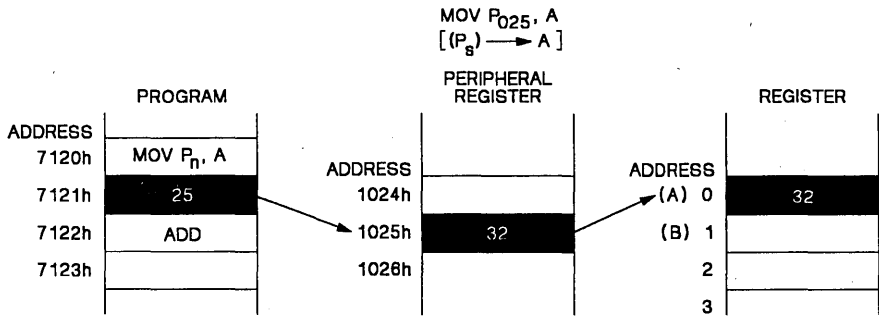 MOV P025, A
[(Ps) → A]
PERIPHERAL
REGISTER
PROGRAM
REGISTER
ADDRESS
7120h MOV Pn, A
7121h 25
7122h ADD
7123h
ADDRESS
1024h
1025h 32
1026h
ADDRESS
(A) 0 32
(B) 1
2
3